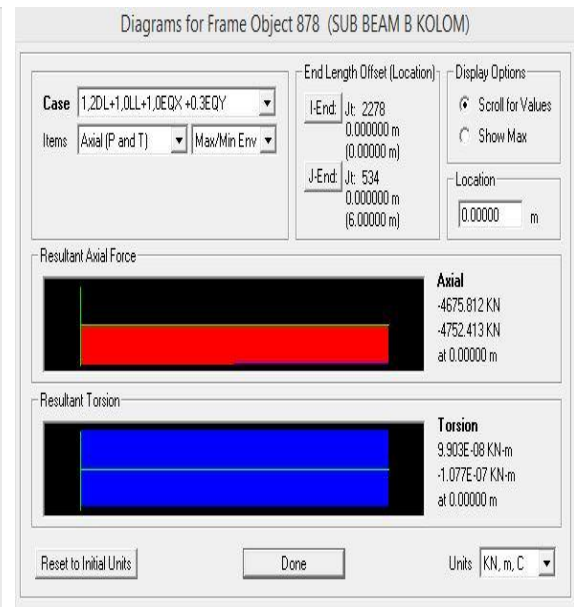 Diagrams for Frame Object 878 (SUB BEAM B KOLOM)
Case 1,2DL+1,0LL+1,0EQX +0.3EQY
Items Axial (P and T) Max/Min Env
End Length Offset (Location)
I-End: Jt: 2278
0.000000 m
(0.00000 m)
J-End: Jt: 534
0.000000 m
(6.00000 m)
Display Options
Scroll for Values
Show Max
Location
0.00000 m
Resultant Axial Force
Axial
-4675.812 KN
-4752.413 KN
at 0.00000 m
Resultant Torsion
Torsion
9.903E-08 KN-m
-1.077E-07 KN-m
at 0.00000 m
Reset to Initial Units
Done
Units KN, m, C